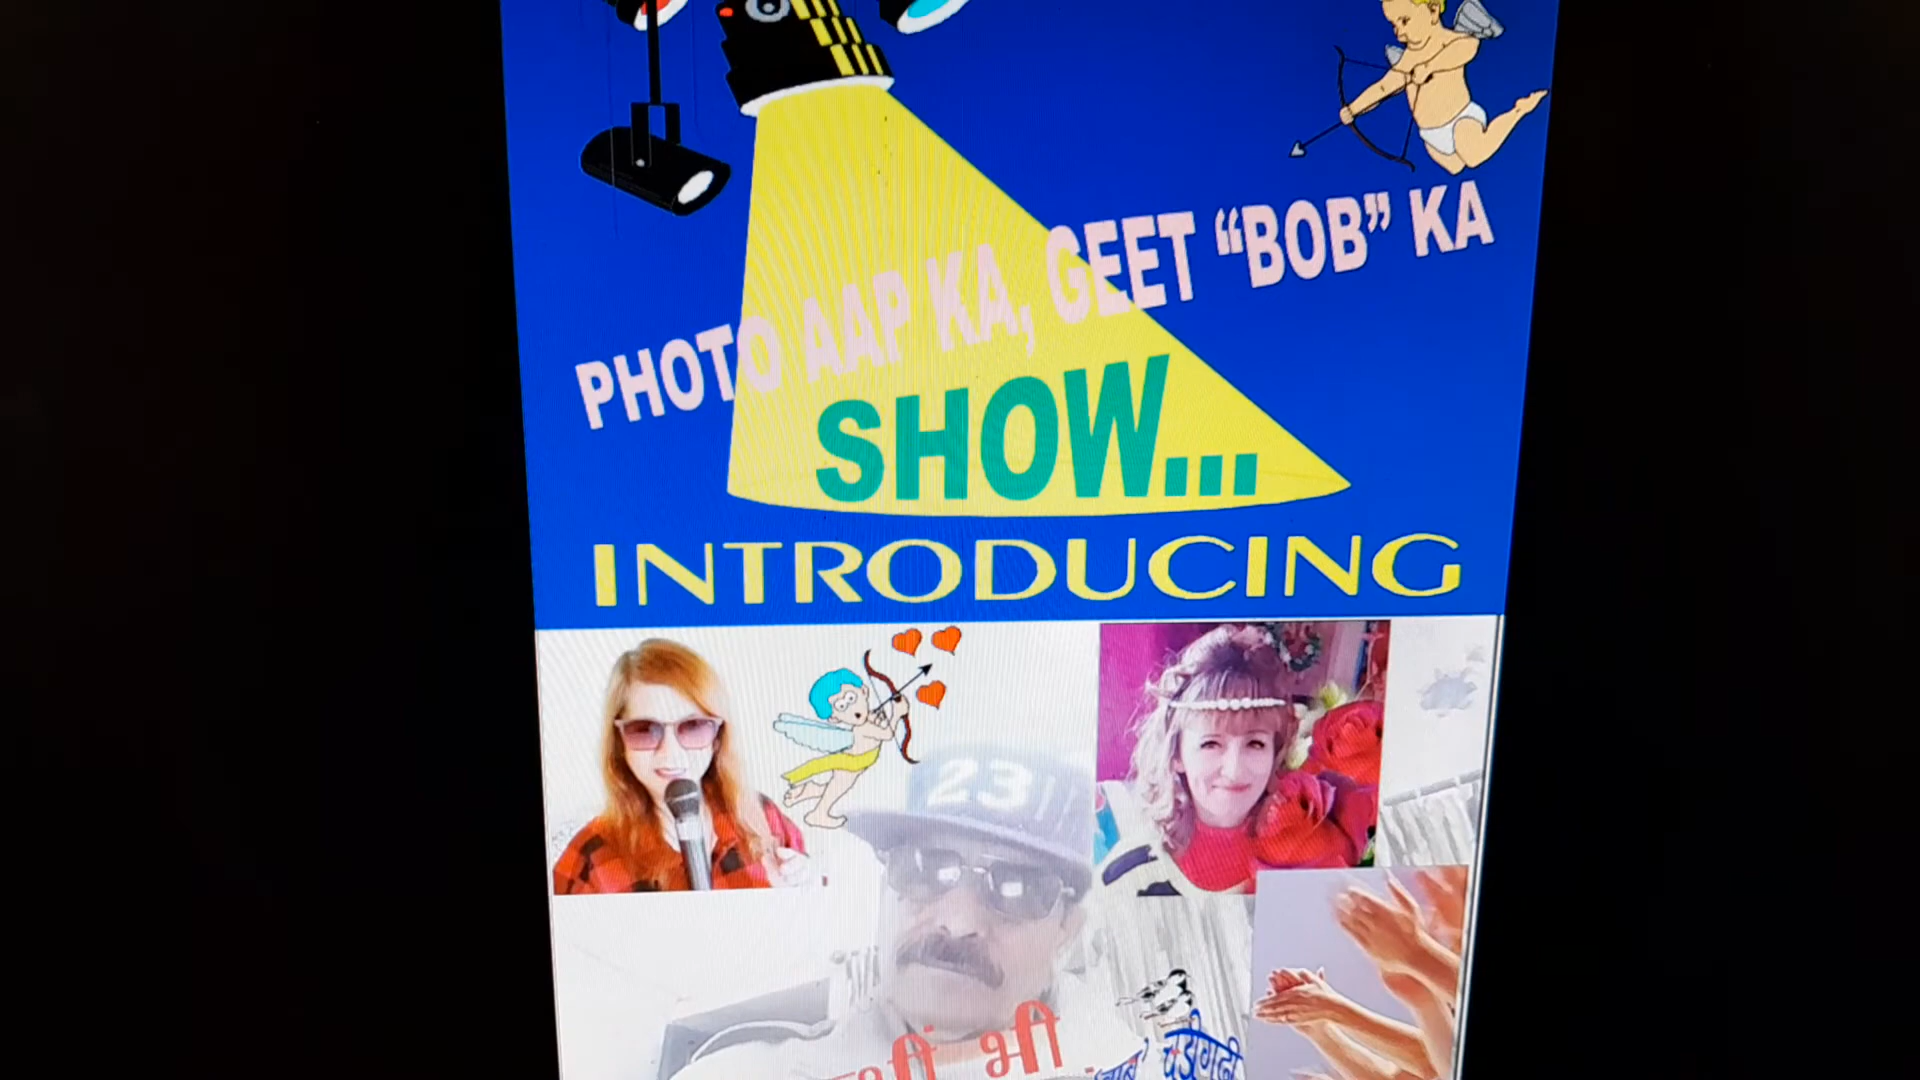 PHOTO AAP KA, GEET “BOB” KA
SHOW...
INTRODUCING
23
भी